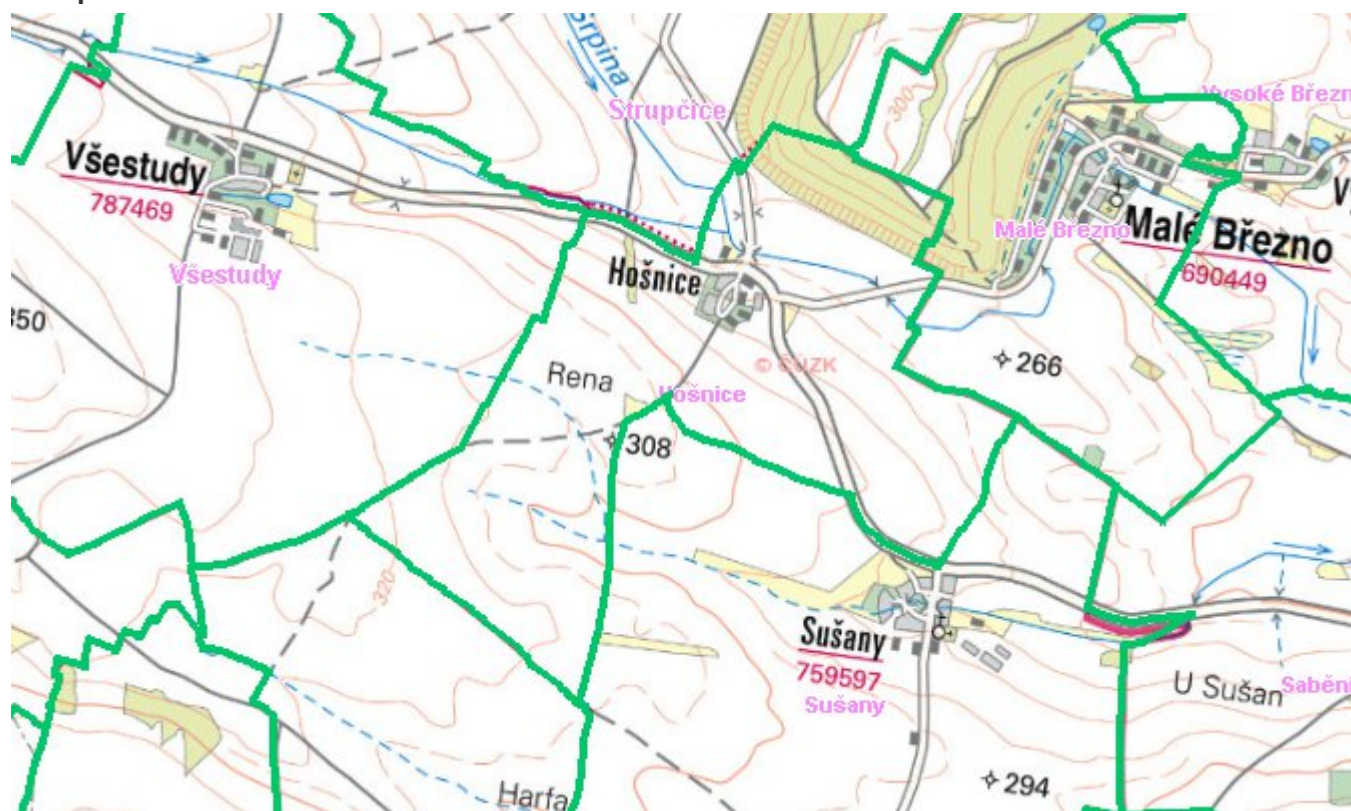 Srpina
Strupčice
300
Vysoké Březn
Všestudy
787469
Všestudy
Malé Březno
Malé Březno
690449
V
Hošnice
350
© ČÚZK
266
Rena
Hošnice
308
320
Sušany
759597
Sušany
U Sušan
Saběni
294
Harfa